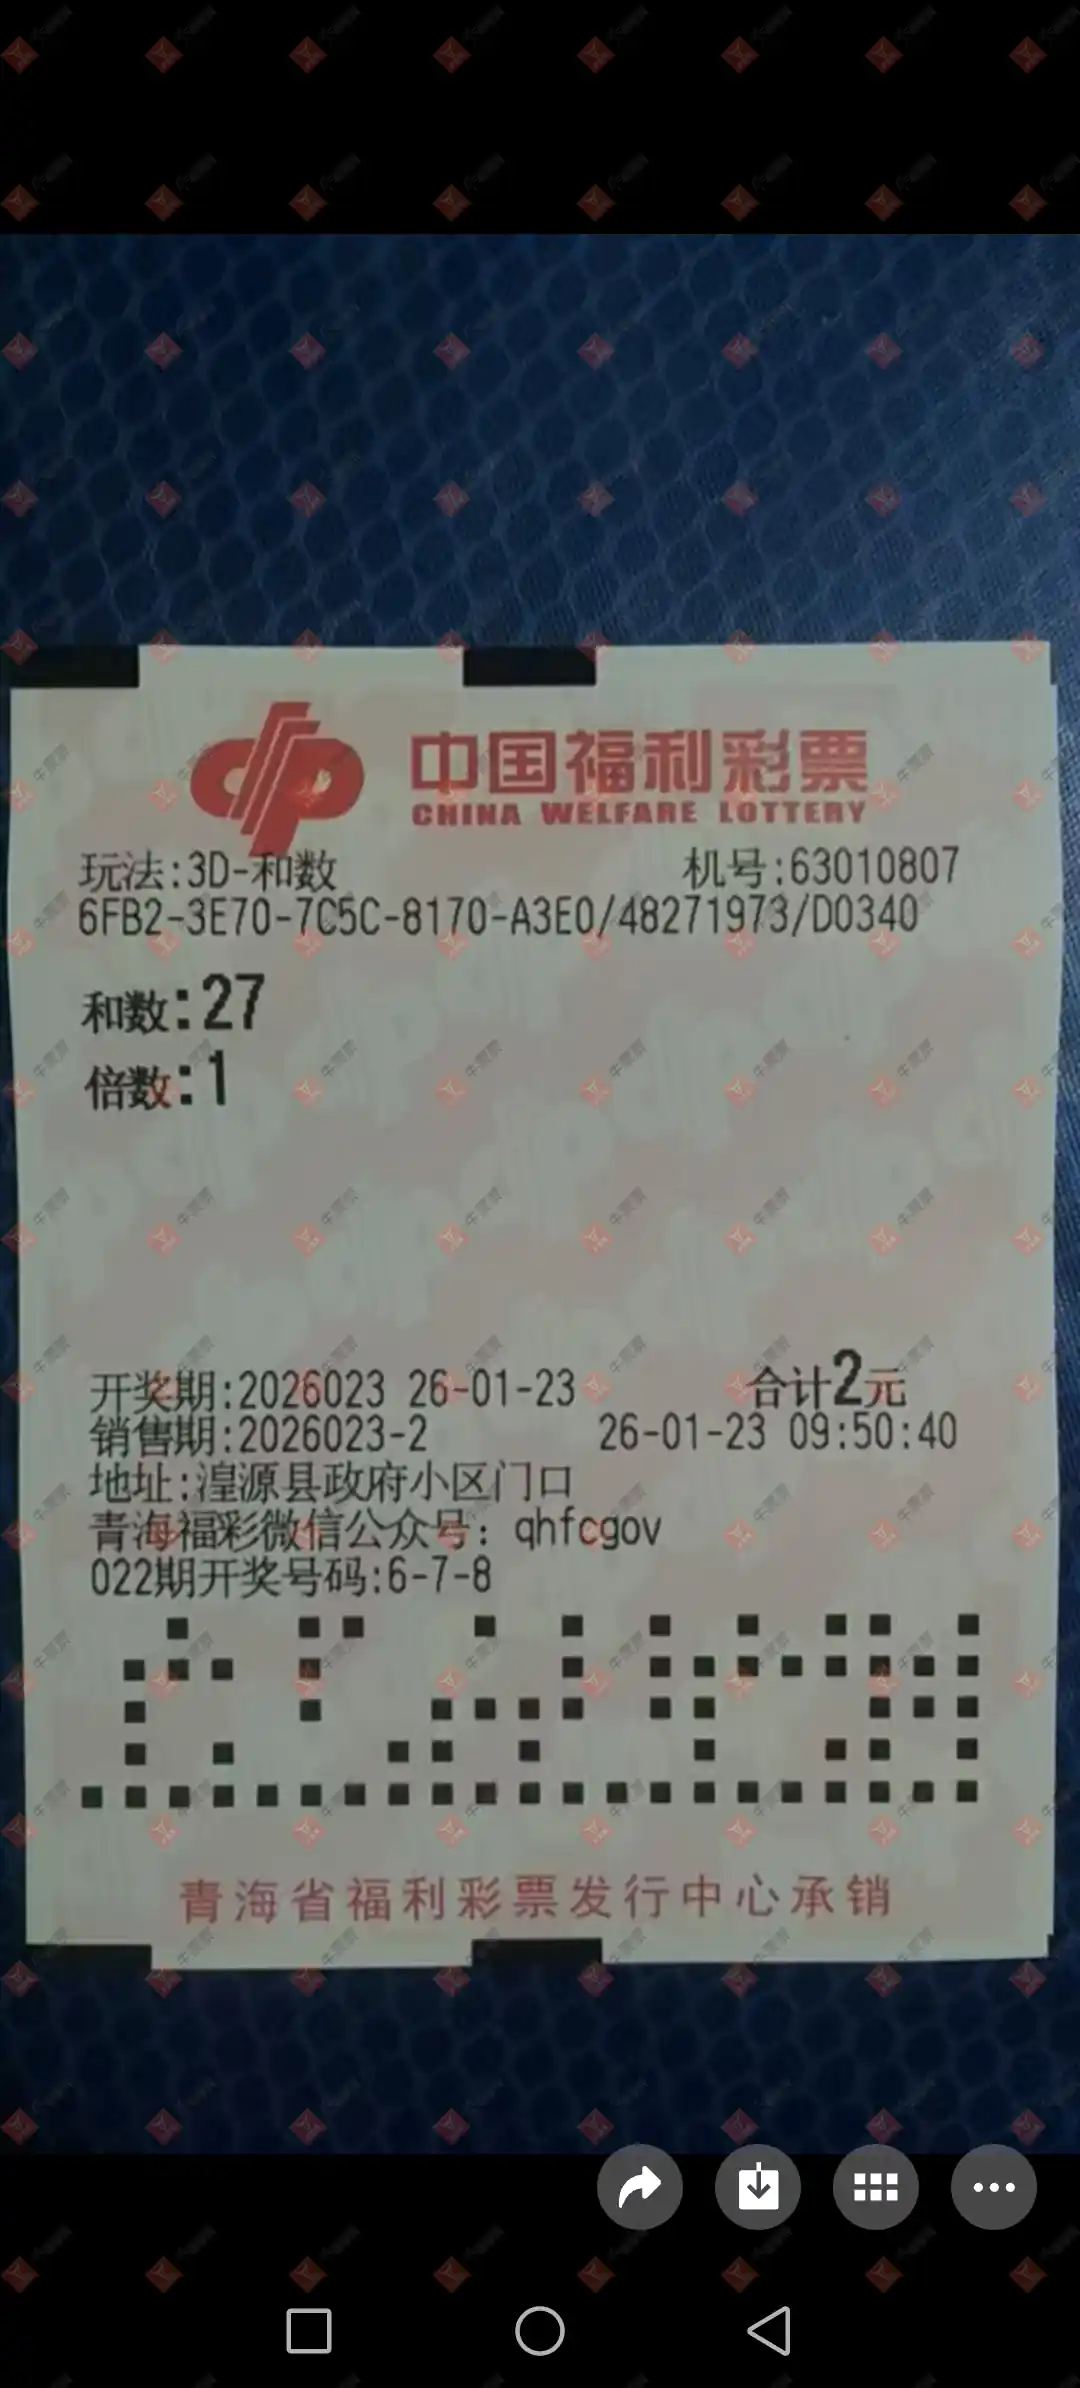 中国福利彩票
CHINA WELFARE LOTTERY
玩法:3D-和数 机号:63010807
6FB2-3E70-7C5C-8170-A3E0/48271973/D0340
和数:27
倍数:1
开奖期:2026023 26-01-23 合计2元
销售期:2026023-2 26-01-23 09:50:40
地址:湟源县政府小区门口
青海福彩微信公众号: qhfcgov
022期开奖号码:6-7-8
青海省福利彩票发行中心承销